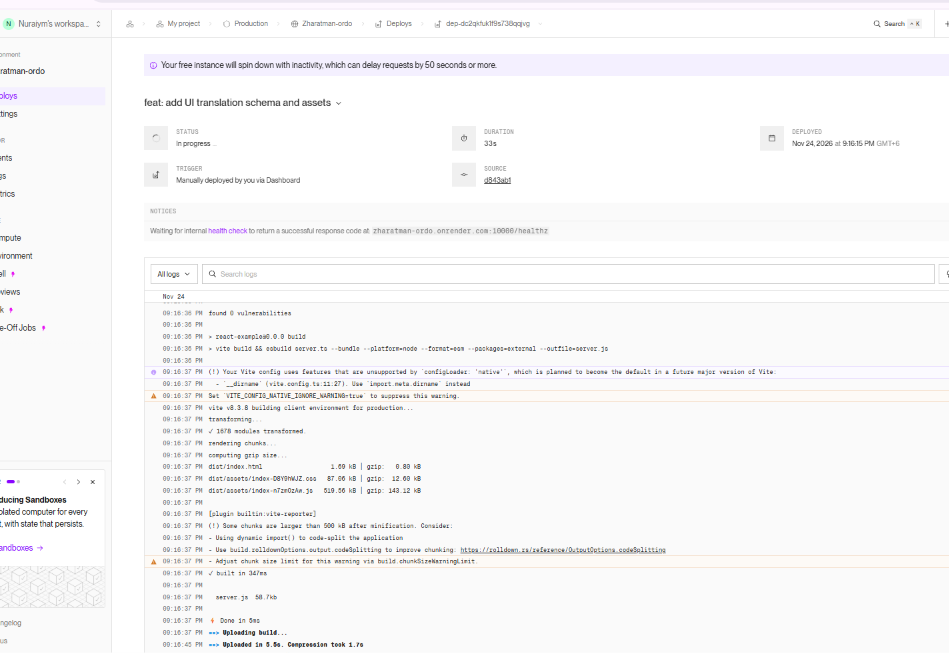 N Nuraiym's workspa...
My project
Production
Zharatman-ordo
Deploys
dep-dc2qkfuk1f9s738qqjvg
Search ^ K
onment
aratman-ordo
ploys
ttings
ents
gs
trics
mpute
vironment
ell
views
k
e-Off Jobs
ducing Sandboxes
olated computer for every
t, with state that persists.
andboxes →
ngelog
us
Your free instance will spin down with inactivity, which can delay requests by 50 seconds or more.
feat: add UI translation schema and assets
STATUS
In progress ...
DURATION
33s
DEPLOYED
Nov 24, 2026 at 9:16:15 PM GMT+6
TRIGGER
Manually deployed by you via Dashboard
SOURCE
d843abf
NOTICES
Waiting for internal health check to return a successful response code at zharatman-ordo.onrender.com:10000/healthz
All logs
Search logs
Nov 24
09:16:36 PM found 0 vulnerabilities
09:16:36 PM
09:16:36 PM > react-example@0.0.0 build
09:16:36 PM > vite build && esbuild server.ts --bundle --platform=node --format=esm --packages=external --outfile=server.js
09:16:36 PM
09:16:37 PM (!) Your Vite config uses features that are unsupported by `configLoader: 'native'`, which is planned to become the default in a future major version of Vite:
09:16:37 PM - `__dirname` (vite.config.ts:11:27). Use `import.meta.dirname` instead
09:16:37 PM Set `VITE_CONFIG_NATIVE_IGNORE_WARNING=true` to suppress this warning.
09:16:37 PM vite v8.3.8 building client environment for production...
09:16:37 PM transforming...
09:16:37 PM ✓ 1678 modules transformed.
09:16:37 PM rendering chunks...
09:16:37 PM computing gzip size...
09:16:37 PM dist/index.html 1.69 kB | gzip: 0.80 kB
09:16:37 PM dist/assets/index-D8Y9hWJZ.css 87.06 kB | gzip: 12.60 kB
09:16:37 PM dist/assets/index-n7zmOzAw.js 510.56 kB | gzip: 143.12 kB
09:16:37 PM
09:16:37 PM [plugin builtin:vite-reporter]
09:16:37 PM (!) Some chunks are larger than 500 kB after minification. Consider:
09:16:37 PM - Using dynamic import() to code-split the application
09:16:37 PM - Use build.rolldownOptions.output.codeSplitting to improve chunking: https://rolldown.rs/reference/OutputOptions.codeSplitting
09:16:37 PM - Adjust chunk size limit for this warning via build.chunkSizeWarningLimit.
09:16:37 PM ✓ built in 347ms
09:16:37 PM
09:16:37 PM server.js 58.7kb
09:16:37 PM
09:16:37 PM ⚡ Done in 6ms
09:16:37 PM ==> Uploading build...
09:16:45 PM ==> Uploaded in 5.5s. Compression took 1.7s